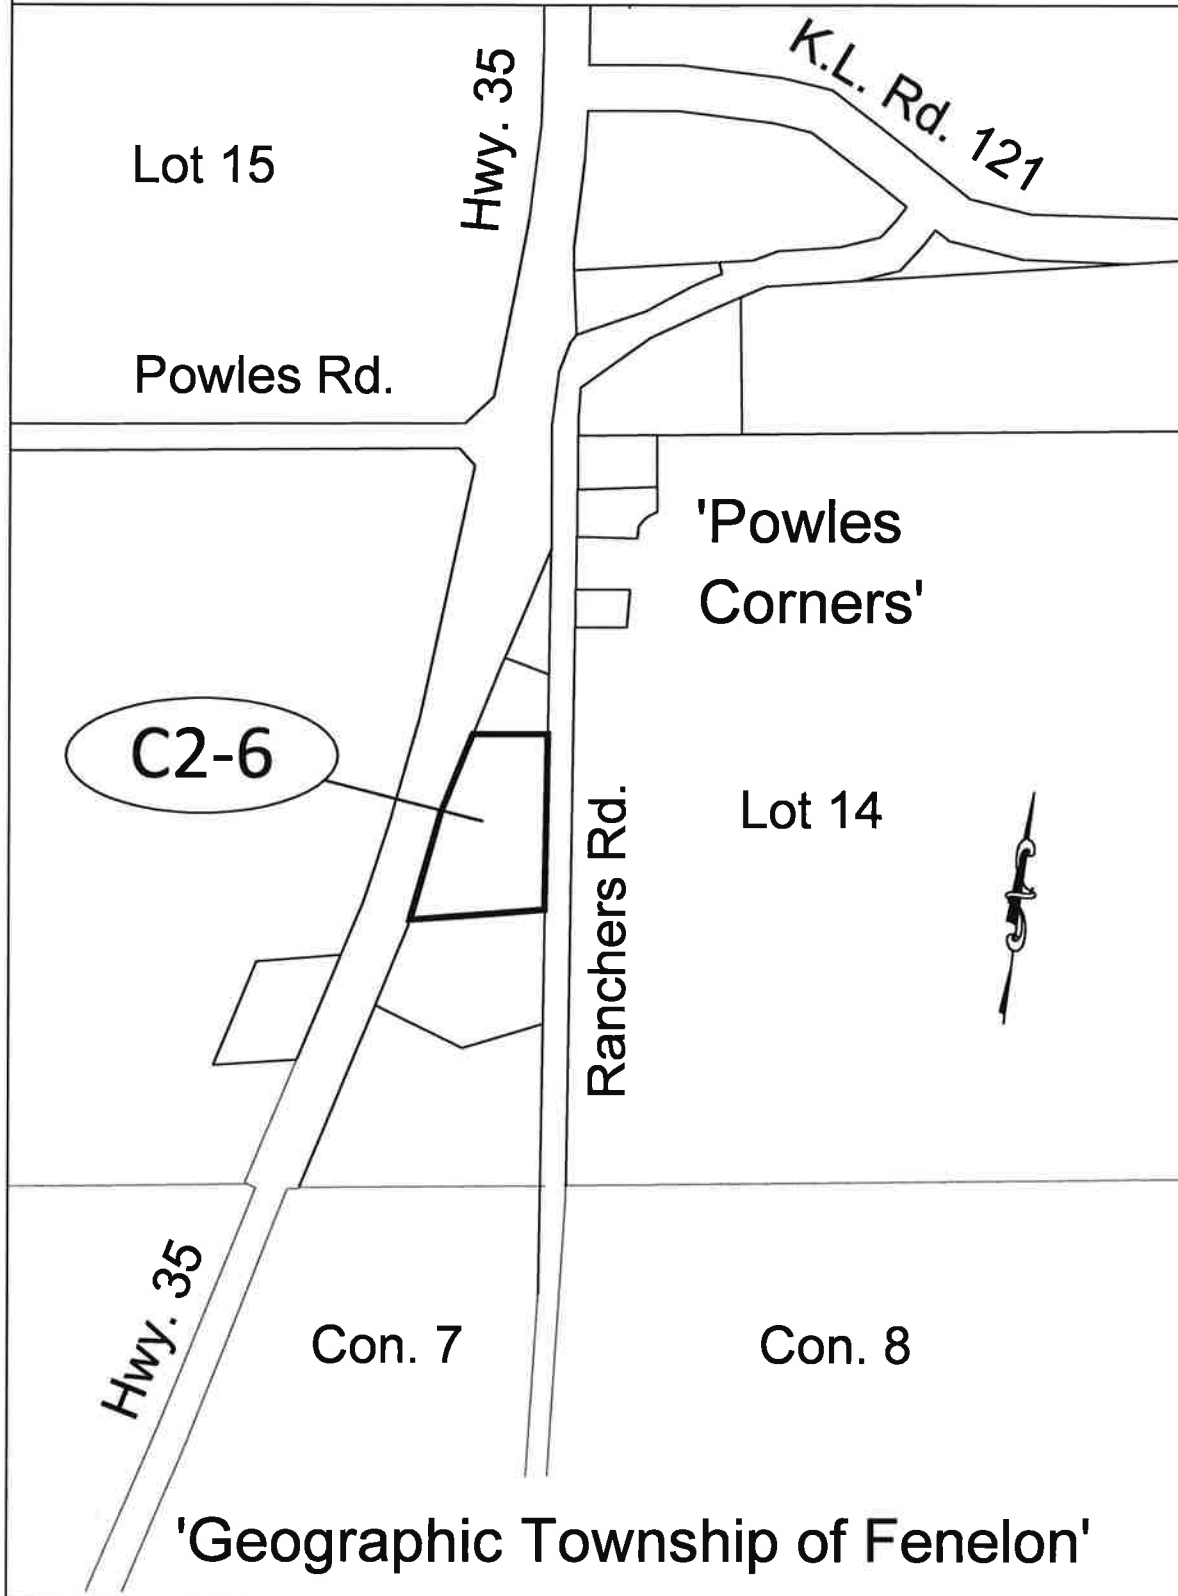 K.L. Rd. 121
Hwy. 35
Lot 15
Powles Rd.
'Powles
Corners'
C2-6
Lot 14
Ranchers Rd.
Hwy. 35
Con. 7
Con. 8
'Geographic Township of Fenelon'